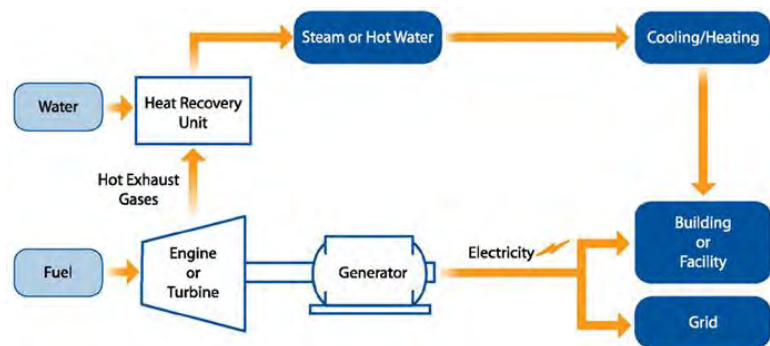 Steam or Hot Water
Cooling/Heating
Water
Heat Recovery
Unit
Hot Exhaust
Gases
Fuel
Engine
or
Turbine
Generator
Electricity
Building
or
Facility
Grid